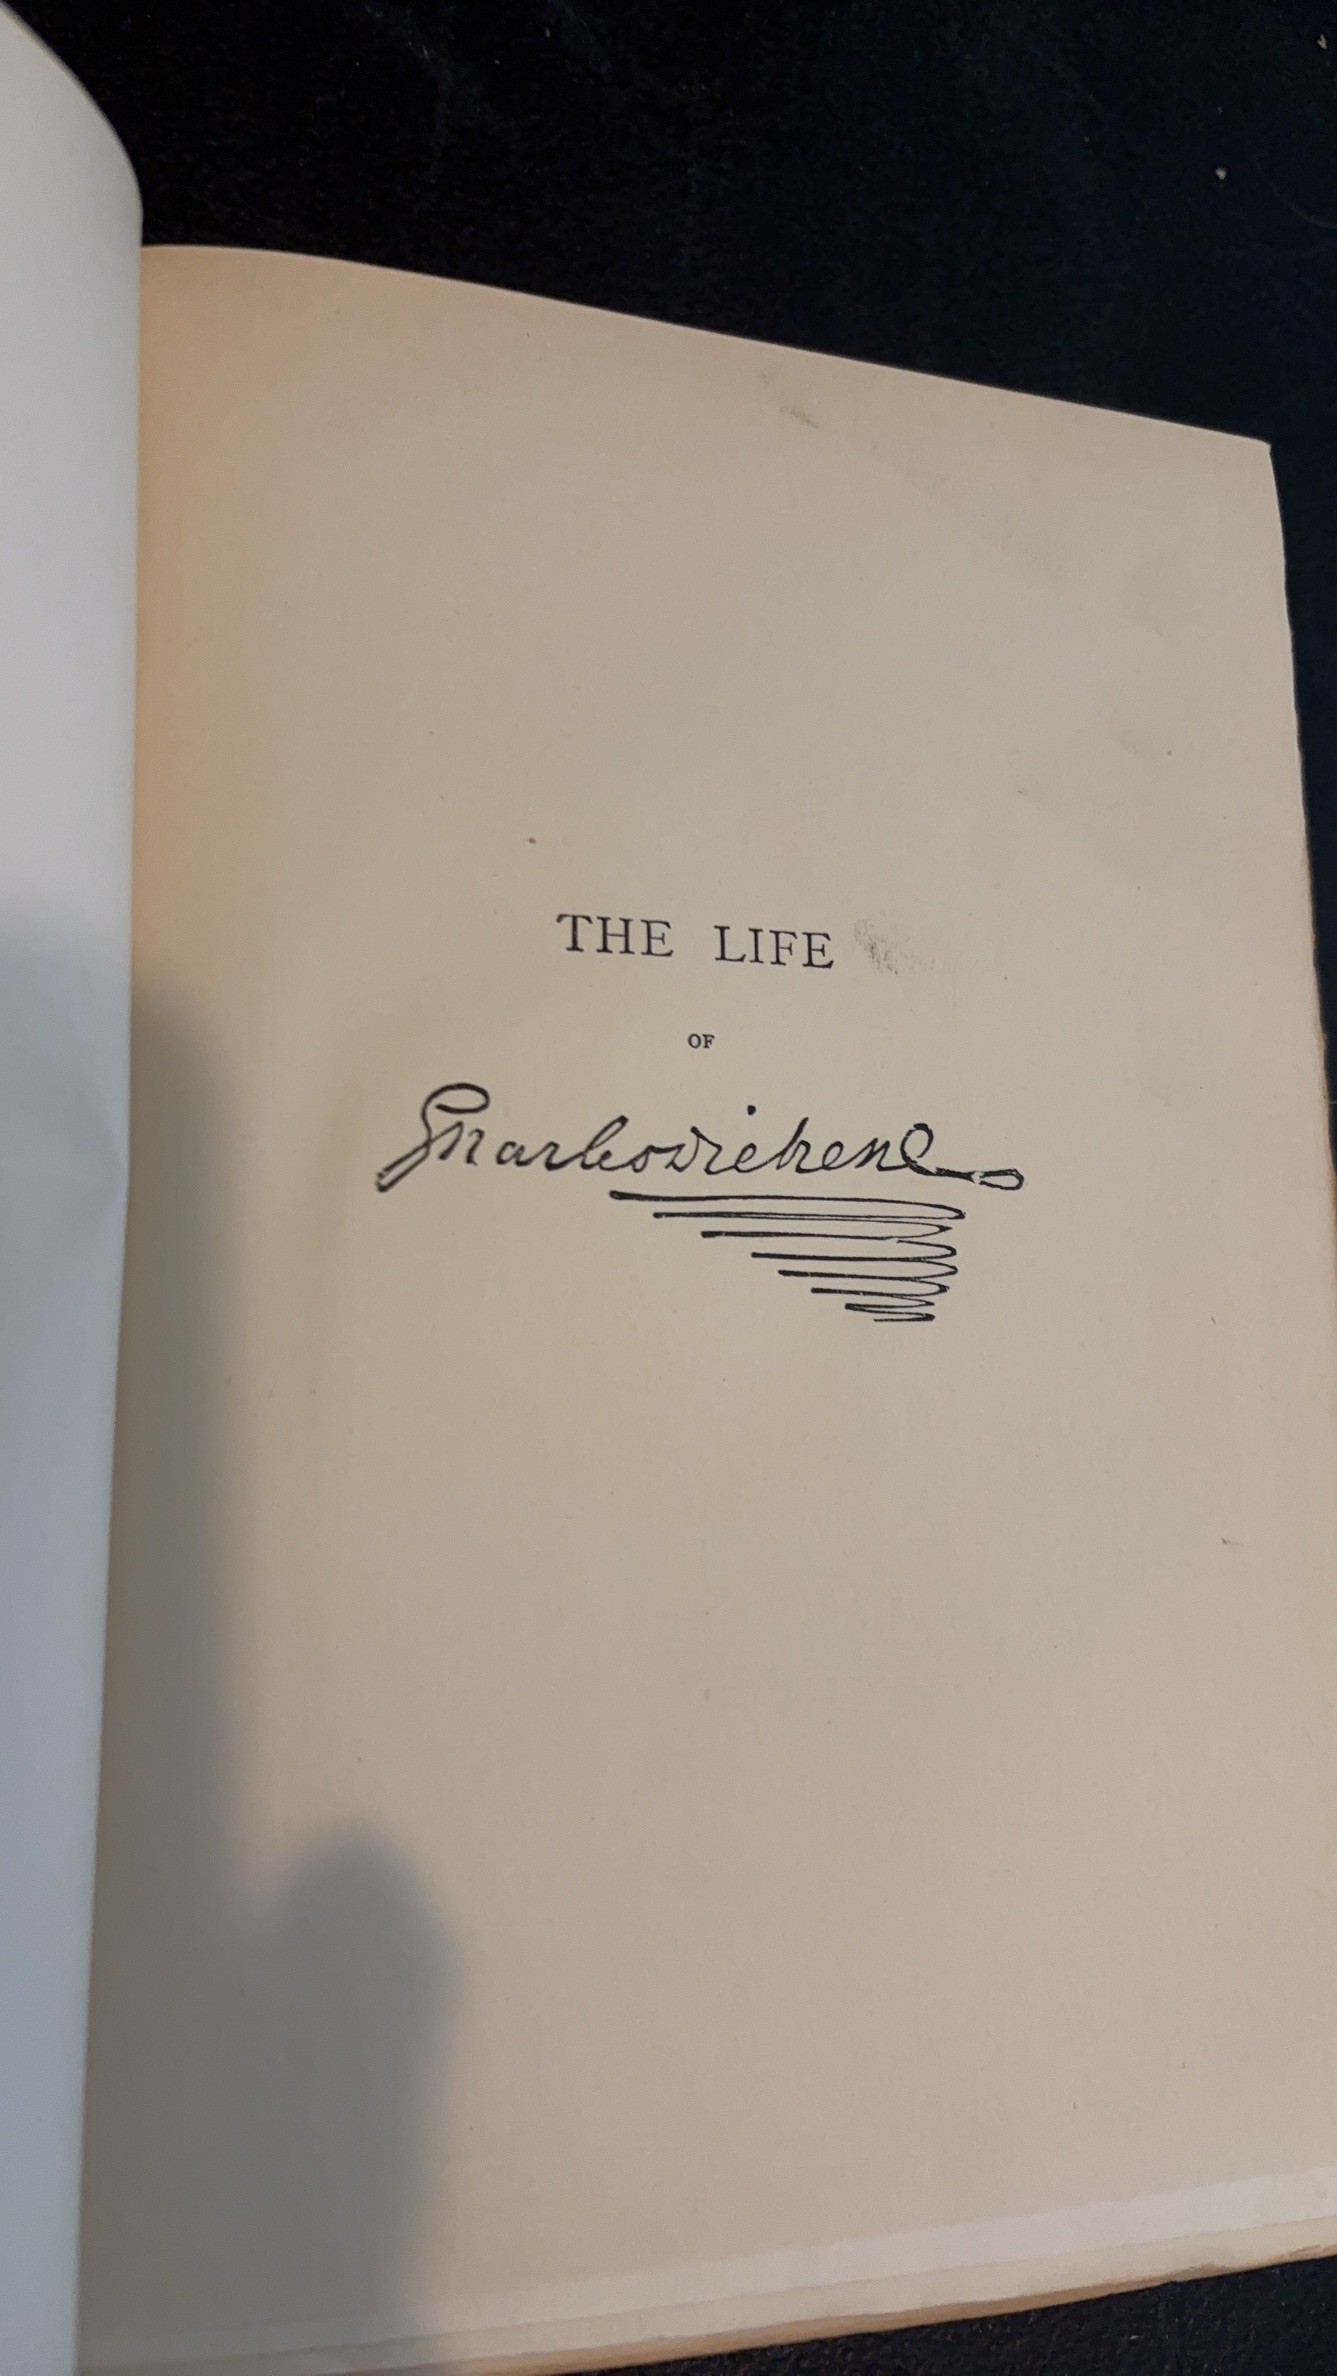 THE LIFE
OF
Charles Dickens